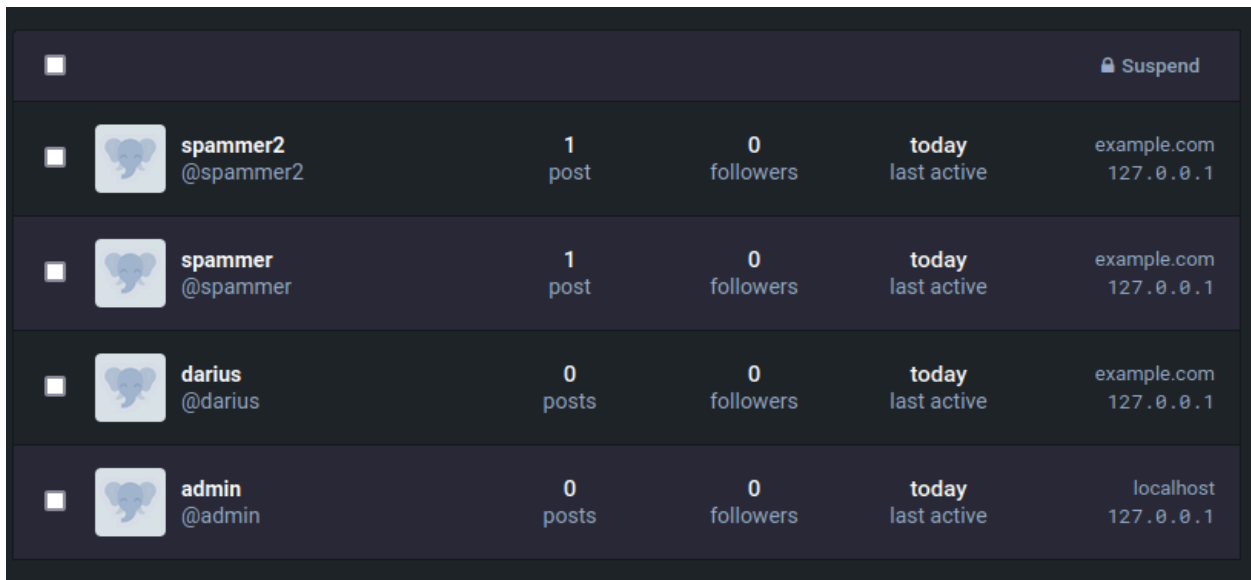 Suspend
spammer2 1 0 today example.com
@spammer2 post followers last active 127.0.0.1
spammer 1 0 today example.com
@spammer post followers last active 127.0.0.1
darius 0 0 today example.com
@darius posts followers last active 127.0.0.1
admin 0 0 today localhost
@admin posts followers last active 127.0.0.1